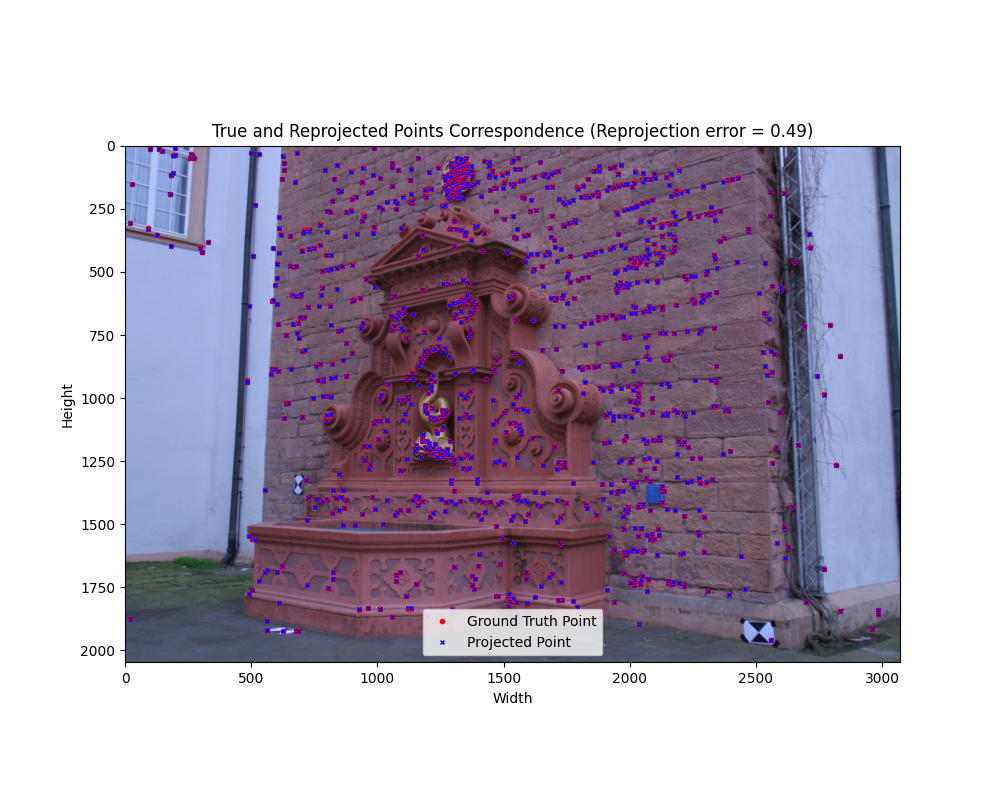 True and Reprojected Points Correspondence (Reprojection error = 0.49)
0
250
500
750
1000
1250
1500
1750
2000
Height
0 500 1000 1500 2000 2500 3000
Width
Ground Truth Point
Projected Point